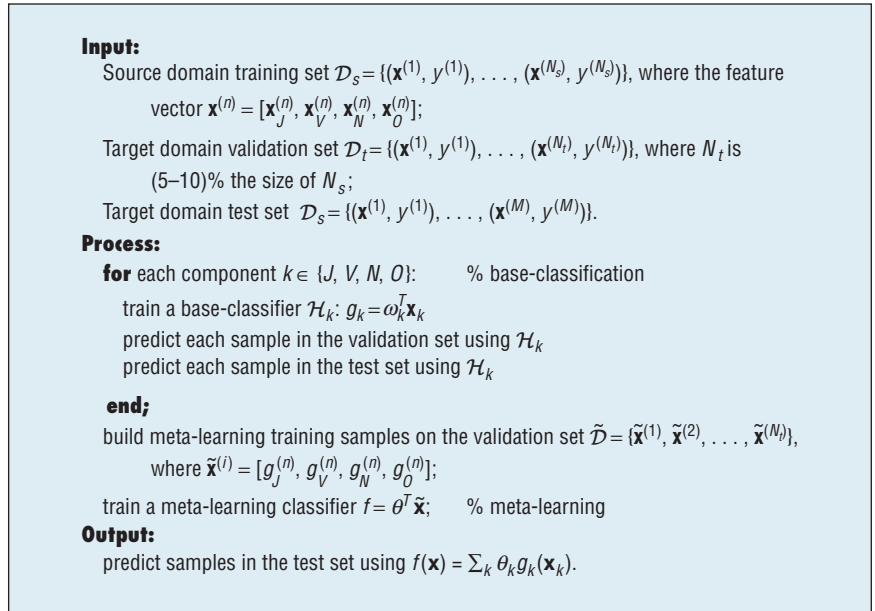 Input:
Source domain training set 𝒟ₛ = {(x⁽¹⁾, y⁽¹⁾), . . . , (x^(N_s), y^(N_s))}, where the feature
vector x^(n) = [x_J^(n), x_V^(n), x_N^(n), x_O^(n)];
Target domain validation set 𝒟_t = {(x^(1), y^(1)), . . . , (x^(N_t), y^(N_t))}, where N_t is
(5–10)% the size of N_s;
Target domain test set 𝒟_s = {(x^(1), y^(1)), . . . , (x^(M), y^(M))}.
Process:
for each component k ∈ {J, V, N, O}: % base-classification
train a base-classifier ℋ_k: g_k = ω_k^T x_k
predict each sample in the validation set using ℋ_k
predict each sample in the test set using ℋ_k
end;
build meta-learning training samples on the validation set 𝒟̃ = {x̃^(1), x̃^(2), . . . , x̃^(N_t)},
where x̃^(i) = [g_J^(n), g_V^(n), g_N^(n), g_O^(n)];
train a meta-learning classifier f = θ^T x̃; % meta-learning
Output:
predict samples in the test set using f(x) = Σ_k θ_k g_k(x_k).